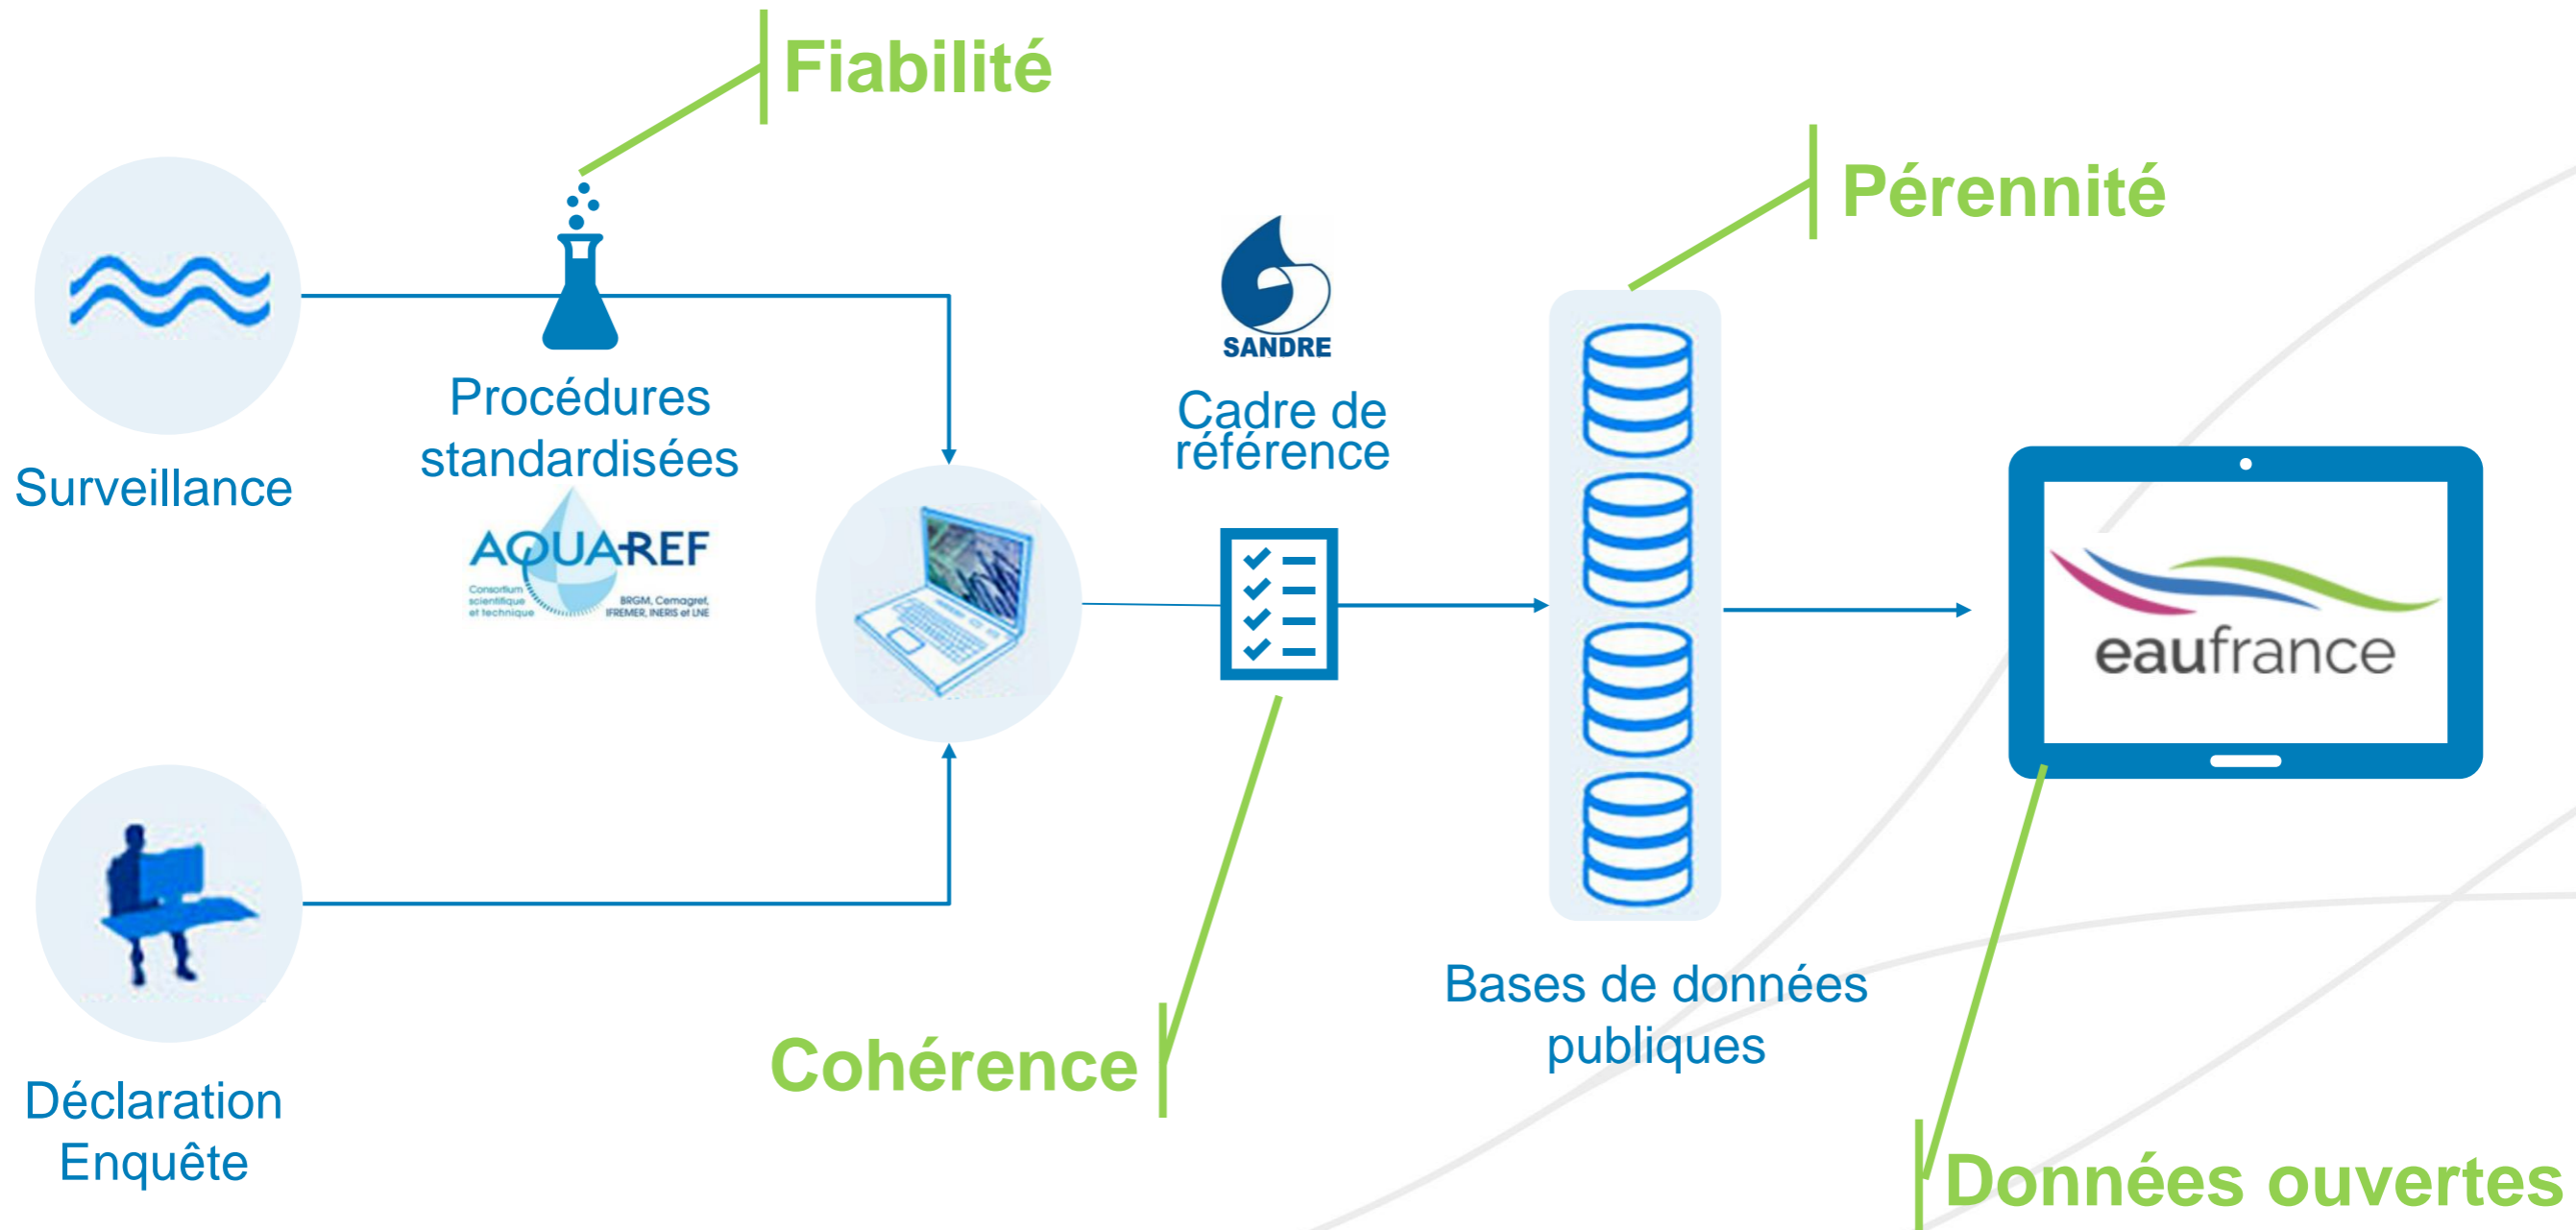 Fiabilité
Pérennité
SANDRE
Cadre de
référence
Procédures
standardisées
Surveillance
AQUAREF
Consortium
scientifique
et technique
BRGM, Cemagref,
IFREMER, INERIS et LNE
eaufrance
Bases de données
publiques
Cohérence
Déclaration
Enquête
Données ouvertes